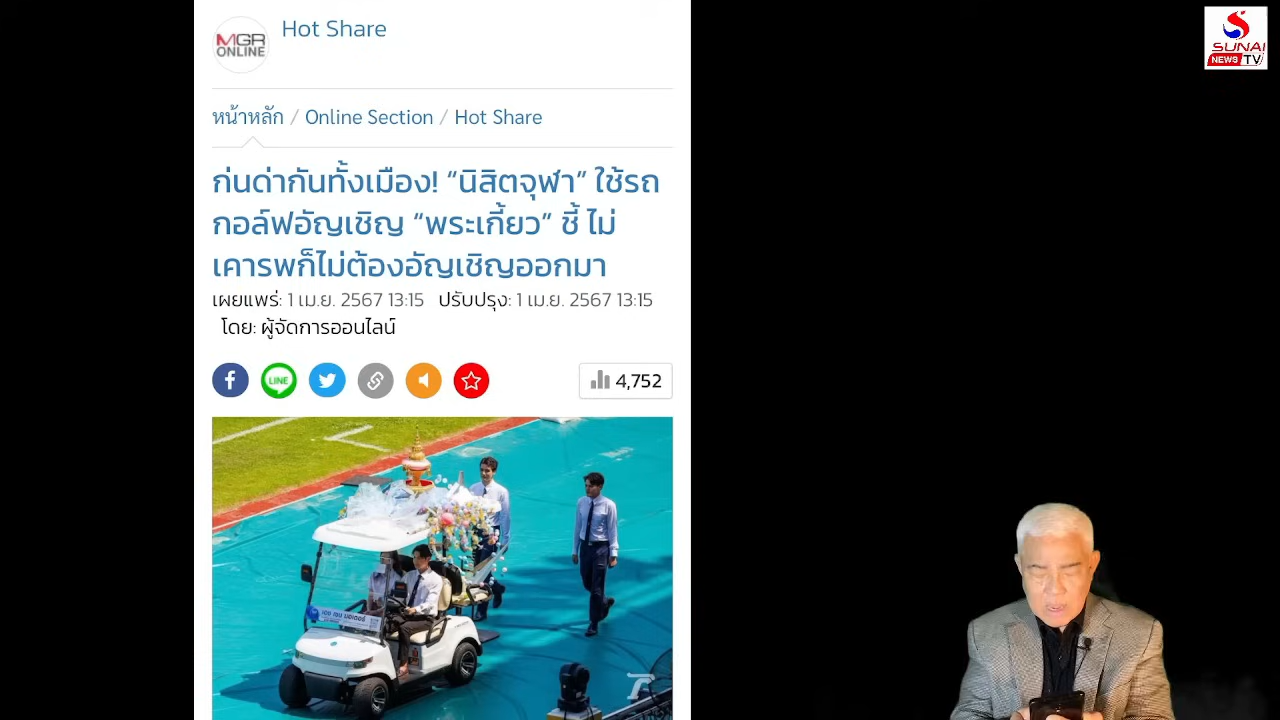 MGR
ONLINE
Hot Share
SUNAI
NEWS TV
หน้าหลัก / Online Section / Hot Share
ก่นด่ากันทั้งเมือง! “นิสิตจุฬา” ใช้รถ
กอล์ฟอัญเชิญ “พระเกี้ยว” ชี้ ไม่
เคารพก็ไม่ต้องอัญเชิญออกมา
เผยแพร่: 1 เม.ย. 2567 13:15 ปรับปรุง: 1 เม.ย. 2567 13:15
โดย: ผู้จัดการออนไลน์
LINE
4,752